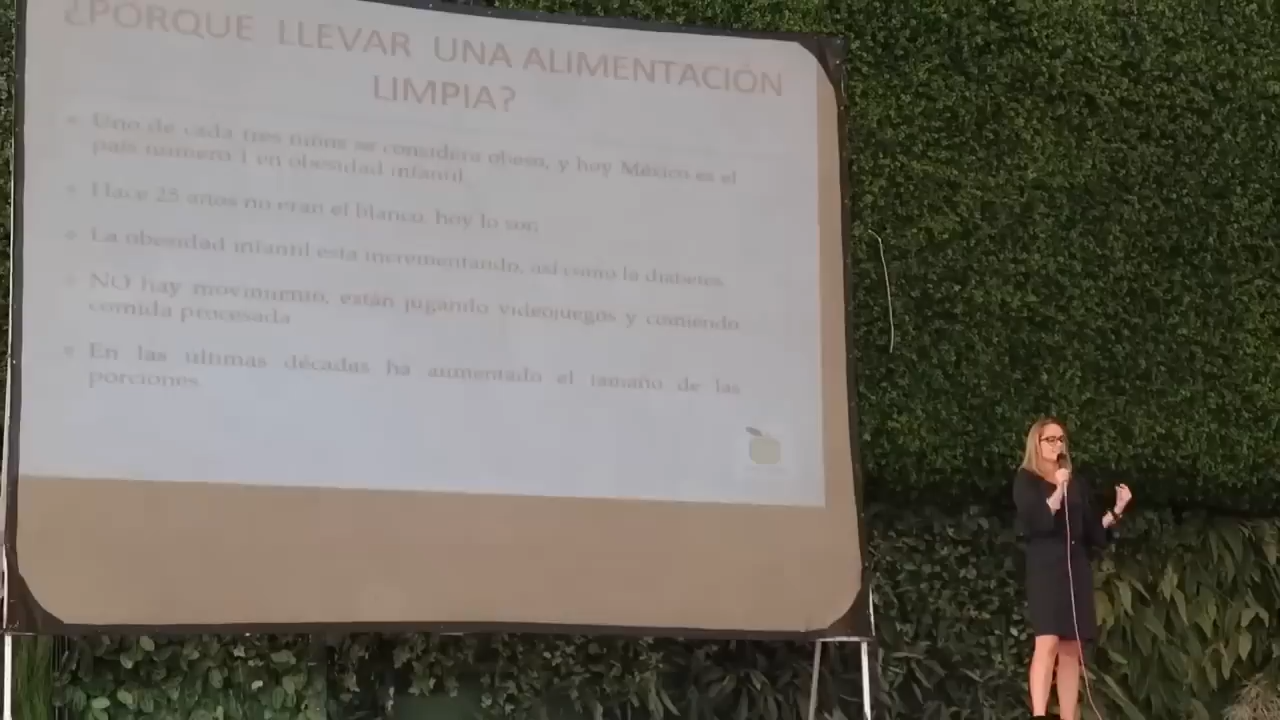 ¿PORQUE LLEVAR UNA ALIMENTACIÓN
LIMPIA?
Uno de cada tres niños se considera obeso, y hoy México es el
país número 1 en obesidad infantil
Hace 25 años no eran el blanco, hoy lo son
La obesidad infantil esta incrementando, así como la diabetes.
NO hay movimiento, están jugando videojuegos y comiendo
comida procesada
En las ultimas décadas ha aumentado el tamaño de las
porciones